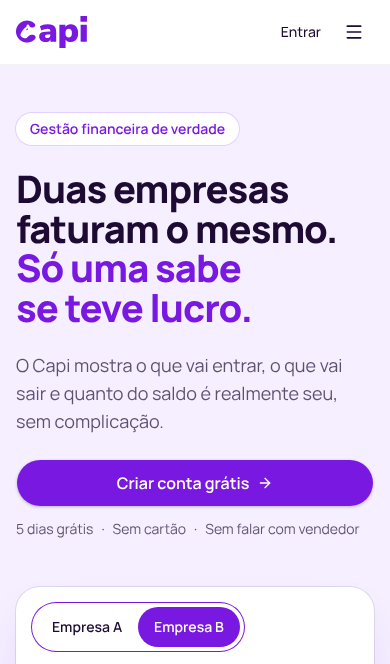 Capi
Entrar
Gestão financeira de verdade
Duas empresas
faturam o mesmo.
Só uma sabe
se teve lucro.
O Capi mostra o que vai entrar, o que vai
sair e quanto do saldo é realmente seu,
sem complicação.
Criar conta grátis →
5 dias grátis · Sem cartão · Sem falar com vendedor
Empresa A Empresa B